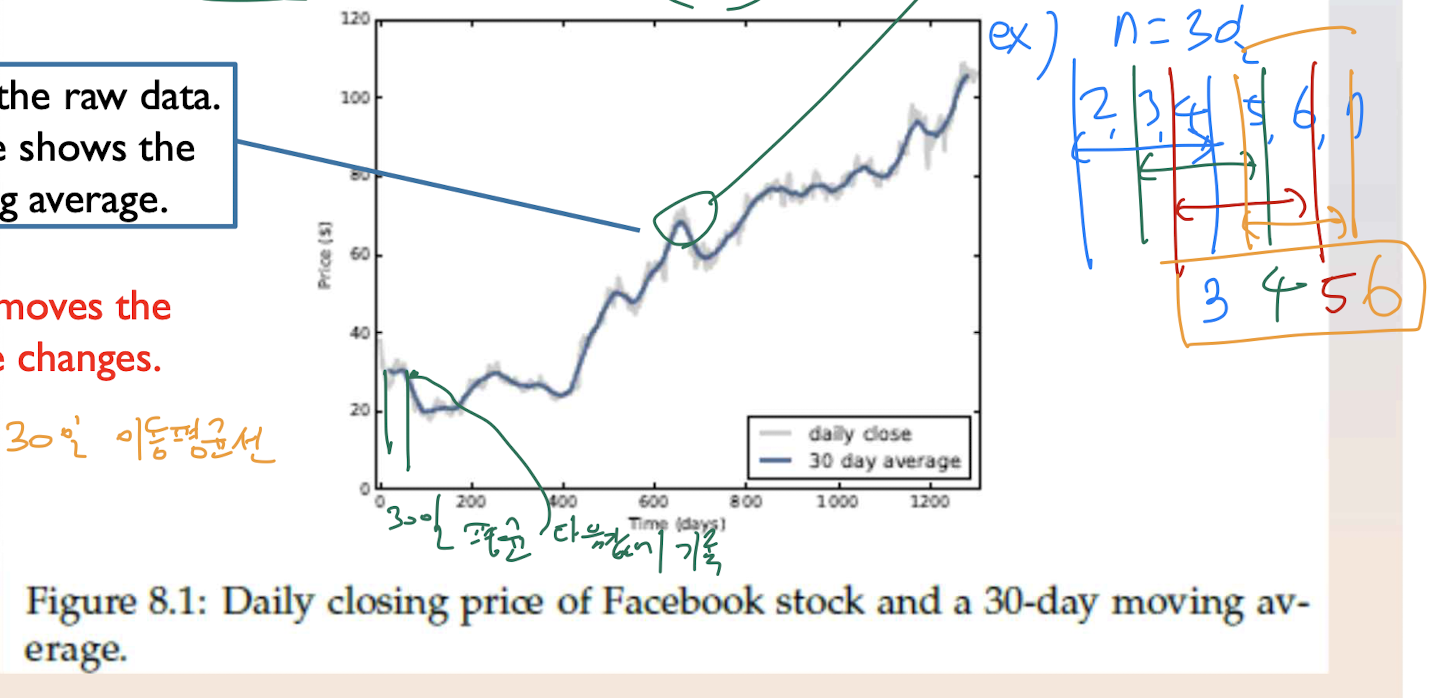 the raw data.
e shows the
g average.
moves the
e changes.
30일 이동평균선
120
100
80
60
40
20
0
Price ($)
0 200 400 600 800 1000 1200
Time (days)
daily close
30 day average
30일 평균 다음값에 기록
ex) n=3d
2, 3, 4, 5, 6, 7
3 4 5 6
Figure 8.1: Daily closing price of Facebook stock and a 30-day moving av-
erage.